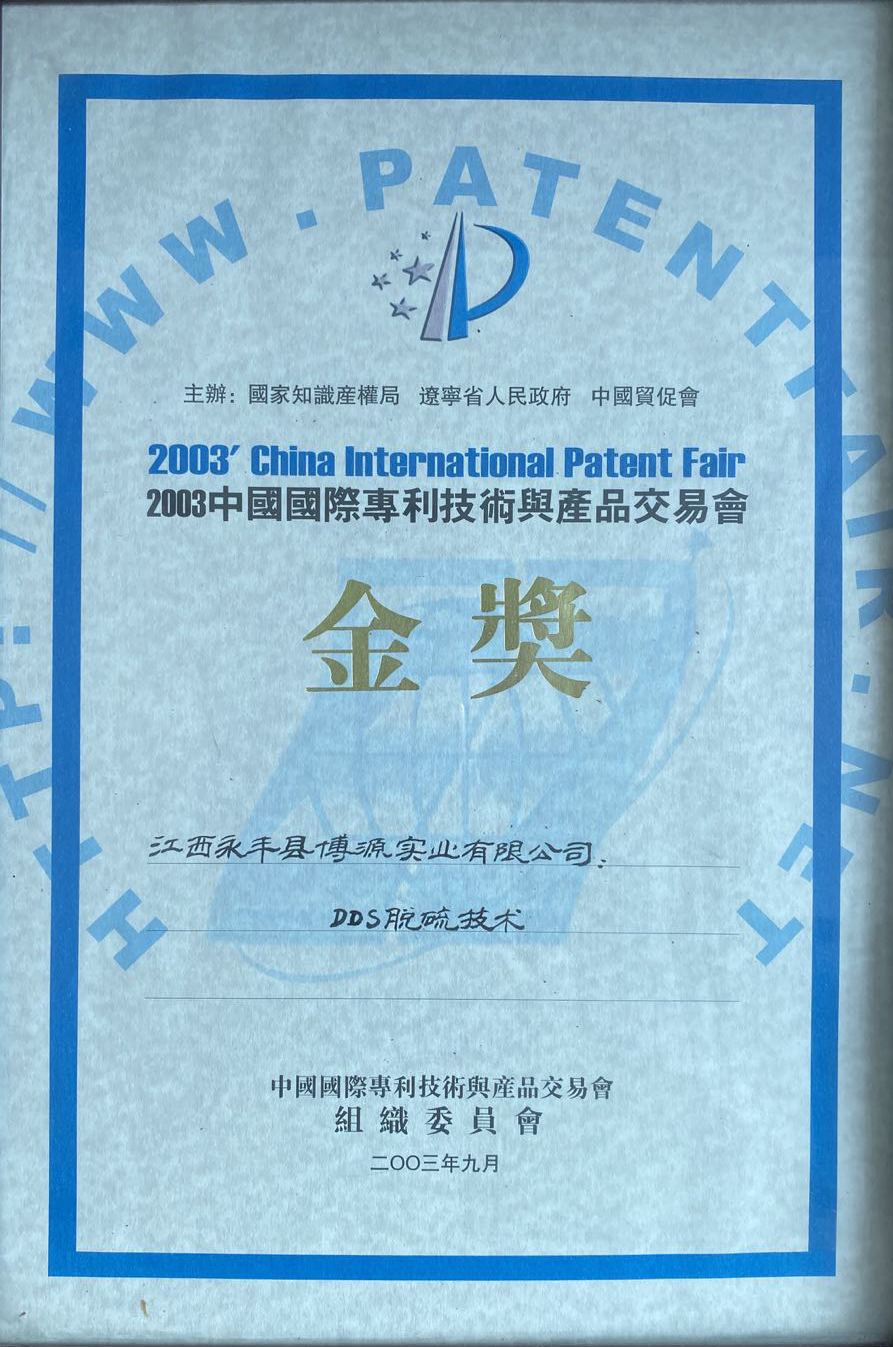 HTTP://WWW.PATENTFAIR.NET
主辦：國家知識産權局 遼寧省人民政府 中國貿促會
2003' China International Patent Fair
2003中國國際專利技術與產品交易會
金獎
江西永丰县博源实业有限公司：
DDS脱硫技术
中國國際專利技術與産品交易會
組織委員會
二〇〇三年九月